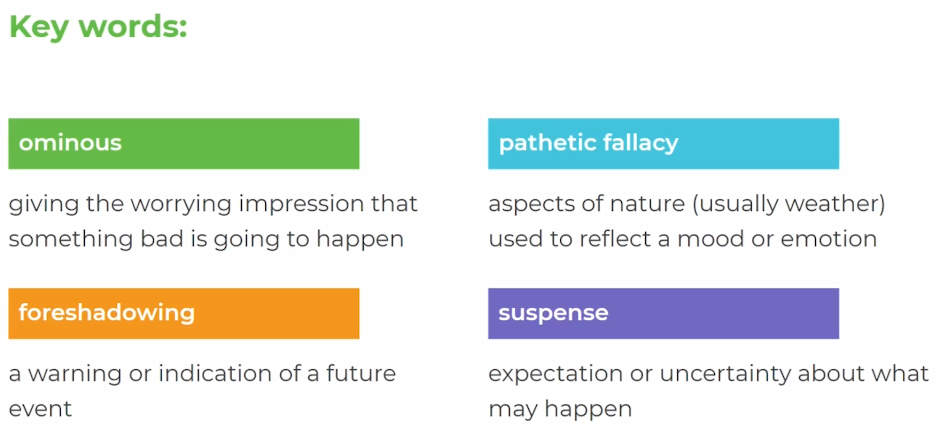 Key words:
ominous
giving the worrying impression that
something bad is going to happen
pathetic fallacy
aspects of nature (usually weather)
used to reflect a mood or emotion
foreshadowing
a warning or indication of a future
event
suspense
expectation or uncertainty about what
may happen